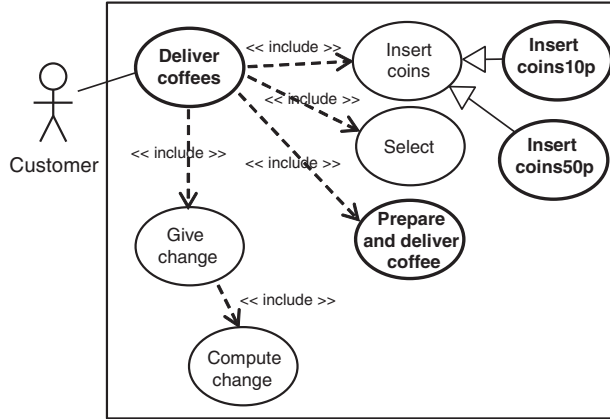 Deliver
coffees
<< include >>
Insert
coins
Insert
coins10p
<< include >>
Select
Insert
coins50p
Customer
<< include >>
<< include >>
Give
change
Prepare
and deliver
coffee
<< include >>
Compute
change